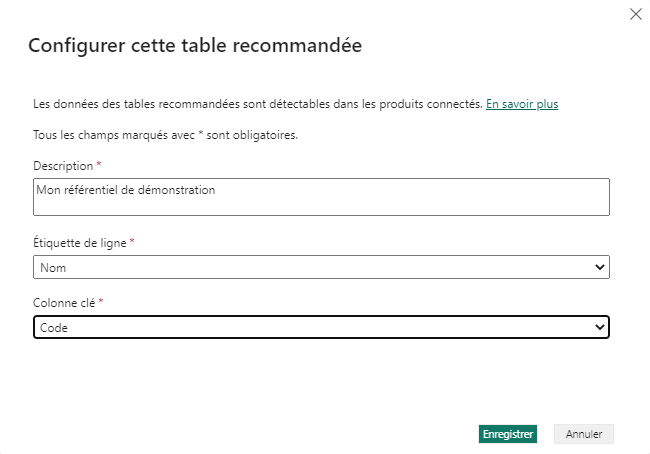 Configurer cette table recommandée
Les données des tables recommandées sont détectables dans les produits connectés. En savoir plus
Tous les champs marqués avec * sont obligatoires.
Description *
Mon référentiel de démonstration
Étiquette de ligne *
Nom
Colonne clé *
Code
Enregistrer Annuler